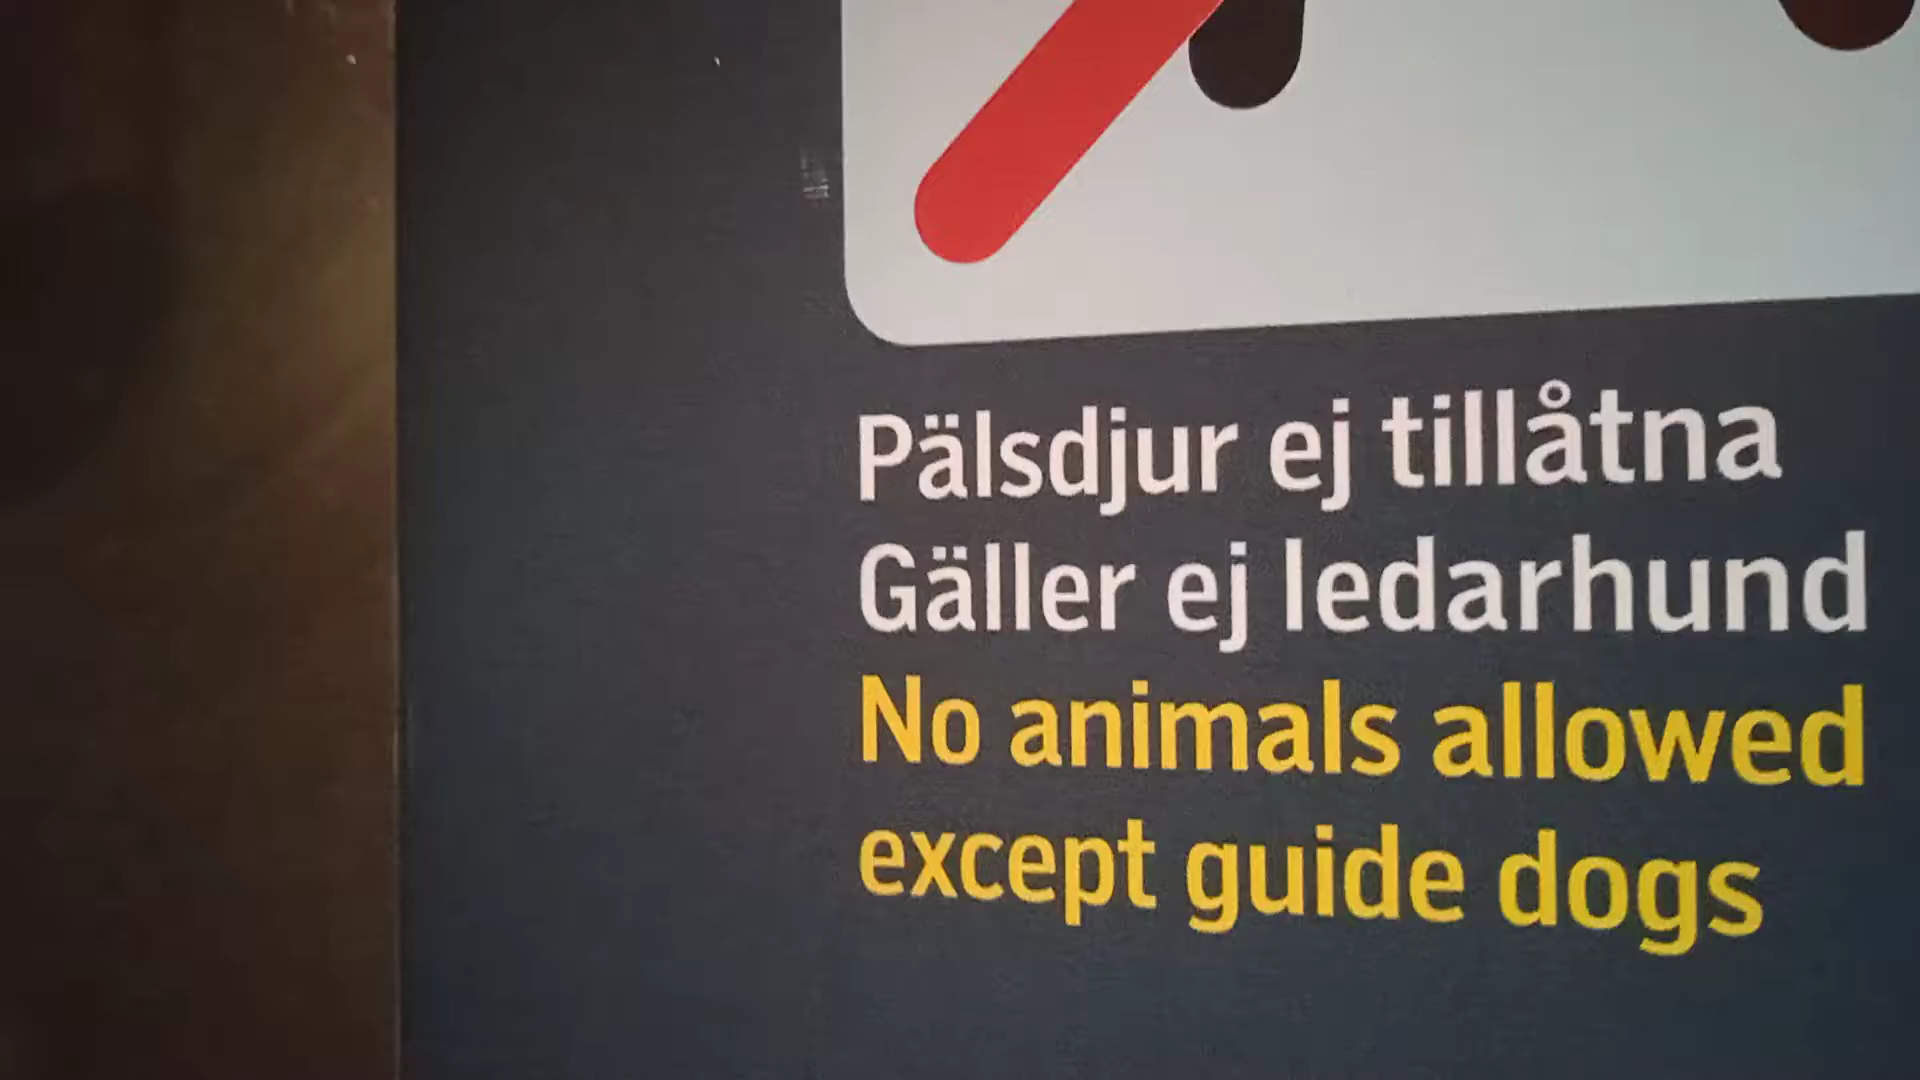 Pälsdjur ej tillåtna
Gäller ej ledarhund
No animals allowed
except guide dogs